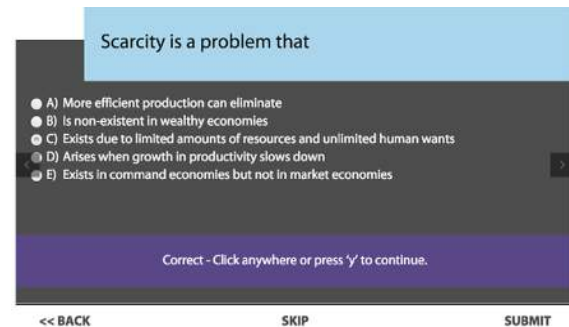 Scarcity is a problem that
A) More efficient production can eliminate
B) Is non-existent in wealthy economies
C) Exists due to limited amounts of resources and unlimited human wants
D) Arises when growth in productivity slows down
E) Exists in command economies but not in market economies
Correct - Click anywhere or press ‘y’ to continue.
<< BACK SKIP SUBMIT